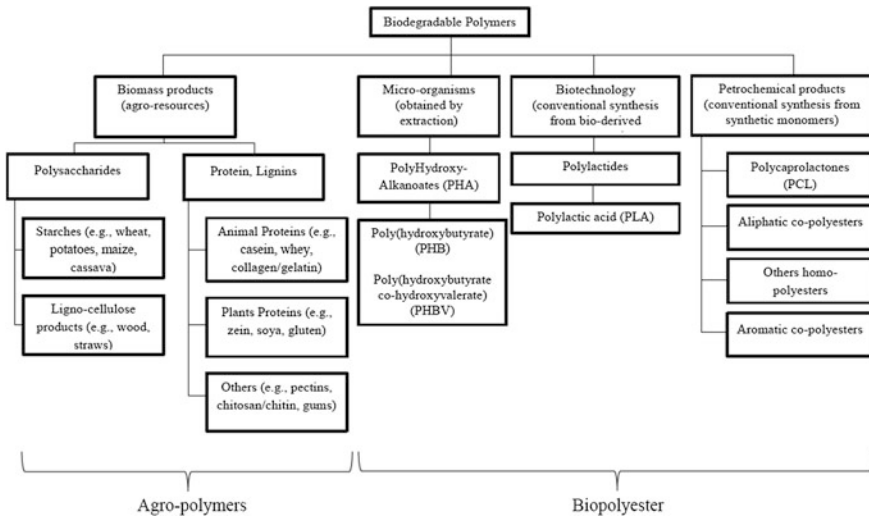 Biodegradable Polymers
Biomass products
(agro-resources)
Micro-organisms
(obtained by
extraction)
Biotechnology
(conventional synthesis
from bio-derived
Petrochemical products
(conventional synthesis from
synthetic monomers)
Polysaccharides
Protein, Lignins
PolyHydroxy-
Alkanoates (PHA)
Polylactides
Polycaprolactones
(PCL)
Starches (e.g., wheat,
potatoes, maize,
cassava)
Animal Proteins (e.g.,
casein, whey,
collagen/gelatin)
Poly(hydroxybutyrate)
(PHB)
Poly(hydroxybutyrate
co-hydroxyvalerate)
(PHBV)
Polylactic acid (PLA)
Aliphatic co-polyesters
Others homo-
polyesters
Ligno-cellulose
products (e.g., wood,
straws)
Plants Proteins (e.g.,
zein, soya, gluten)
Aromatic co-polyesters
Others (e.g., pectins,
chitosan/chitin, gums)
Agro-polymers
Biopolyester